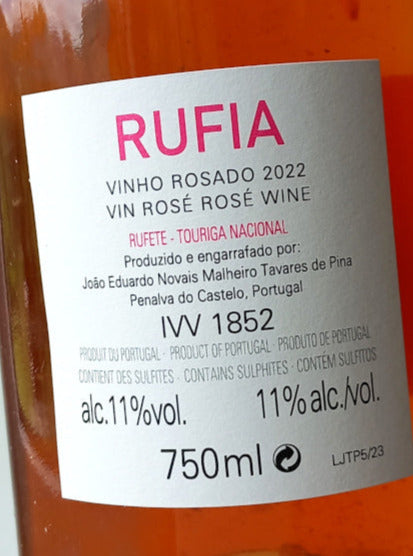 RUFIA
VINHO ROSADO 2022
VIN ROSÉ ROSÉ WINE
RUFETE - TOURIGA NACIONAL
Produzido e engarrafado por:
João Eduardo Novais Malheiro Tavares de Pina
Penalva do Castelo, Portugal
IVV 1852
PRODUIT DU PORTUGAL · PRODUCT OF PORTUGAL · PRODUTO DE PORTUGAL
CONTIENT DES SULFITES · CONTAINS SULPHITES · CONTÉM SULFITOS
alc.11%vol. 11%alc./vol.
750ml LJTP5/23